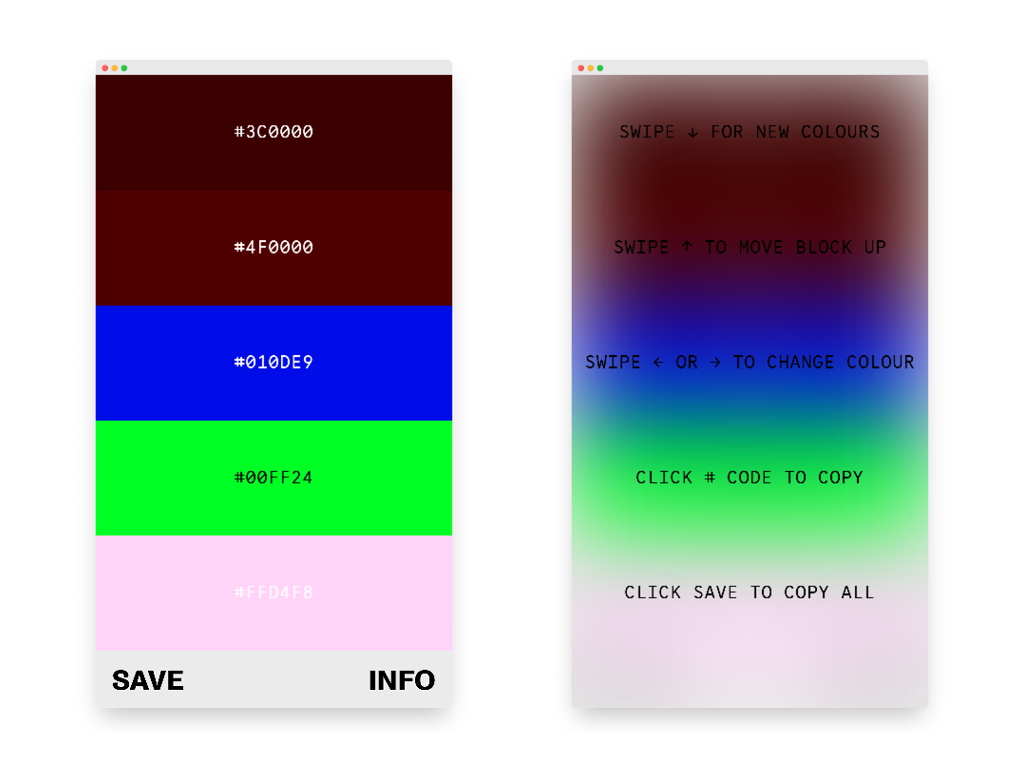 #3C0000
#4F0000
#010DE9
#00FF24
#FFD4F8
SAVE INFO
SWIPE ↓ FOR NEW COLOURS
SWIPE ↑ TO MOVE BLOCK UP
SWIPE ← OR → TO CHANGE COLOUR
CLICK # CODE TO COPY
CLICK SAVE TO COPY ALL